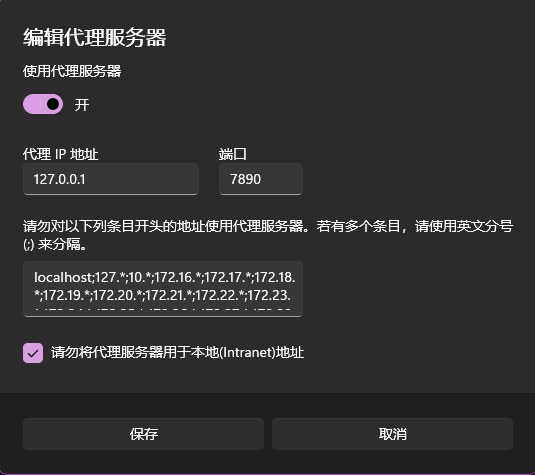 编辑代理服务器
使用代理服务器
开
代理 IP 地址
端口
127.0.0.1
7890
请勿对以下列条目开头的地址使用代理服务器。若有多个条目，请使用英文分号
(;) 来分隔。
localhost;127.*;10.*;172.16.*;172.17.*;172.18.
*;172.19.*;172.20.*;172.21.*;172.22.*;172.23.
请勿将代理服务器用于本地(Intranet)地址
保存
取消